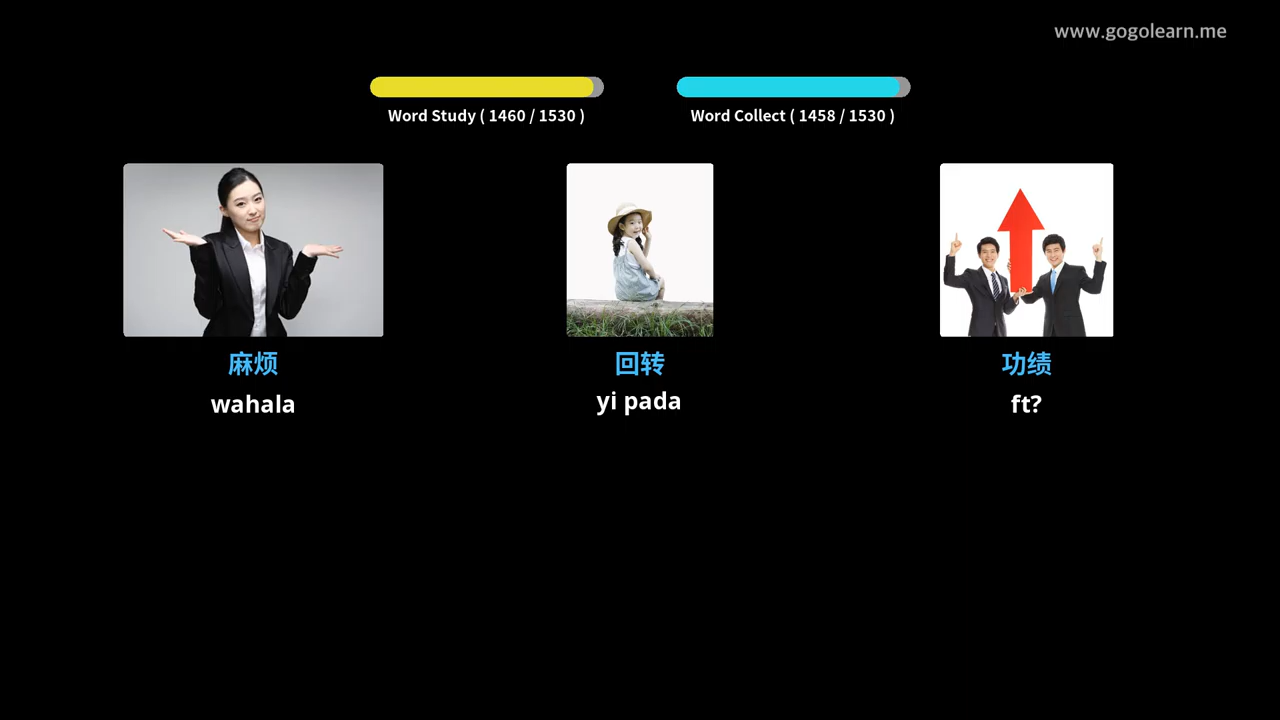 www.gogolearn.me
Word Study ( 1460 / 1530 )
Word Collect ( 1458 / 1530 )
麻烦
wahala
回转
yi pada
功绩
ft?